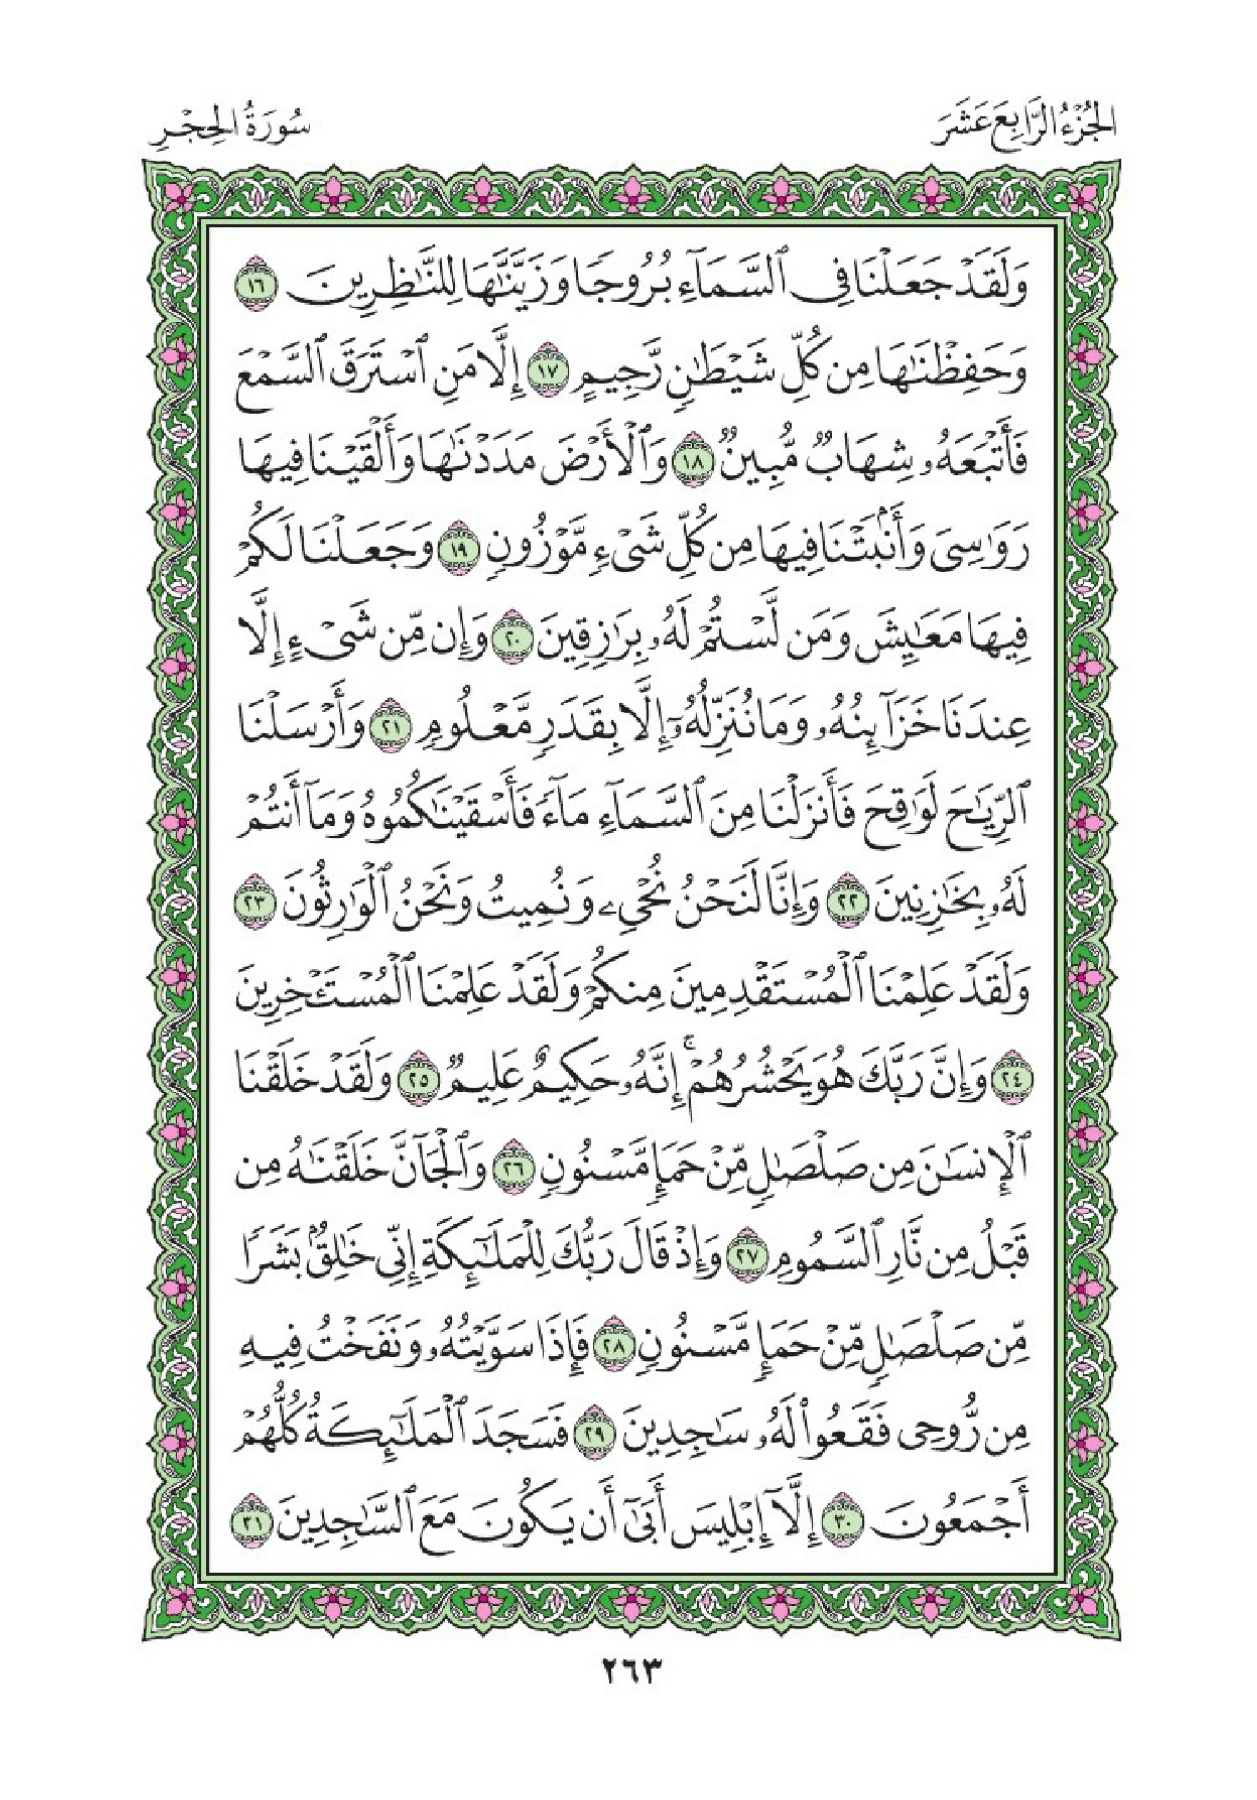 الجُزْءُ الرَّابِعَ عَشَرَ
سُورَةُ الحِجْرِ
وَلَقَدْ جَعَلْنَا فِي ٱلسَّمَآءِ بُرُوجًا وَزَيَّنَّٰهَا لِلنَّٰظِرِينَ ١٦
وَحَفِظْنَٰهَا مِن كُلِّ شَيْطَٰنٍ رَّجِيمٍ ١٧ إِلَّا مَنِ ٱسْتَرَقَ ٱلسَّمْعَ
فَأَتْبَعَهُۥ شِهَابٌ مُّبِينٌ ١٨ وَٱلْأَرْضَ مَدَدْنَٰهَا وَأَلْقَيْنَا فِيهَا
رَوَٰسِىَ وَأَنۢبَتْنَا فِيهَا مِن كُلِّ شَىْءٍ مَّوْزُونٍ ١٩ وَجَعَلْنَا لَكُمْ
فِيهَا مَعَٰيِشَ وَمَن لَّسْتُمْ لَهُۥ بِرَٰزِقِينَ ٢٠ وَإِن مِّن شَىْءٍ إِلَّا
عِندَنَا خَزَآئِنُهُۥ وَمَا نُنَزِّلُهُۥٓ إِلَّا بِقَدَرٍ مَّعْلُومٍ ٢١ وَأَرْسَلْنَا
ٱلرِّيَٰحَ لَوَٰقِحَ فَأَنزَلْنَا مِنَ ٱلسَّمَآءِ مَآءً فَأَسْقَيْنَٰكُمُوهُ وَمَآ أَنتُمْ
لَهُۥ بِخَٰزِنِينَ ٢٢ وَإِنَّا لَنَحْنُ نُحْىِۦ وَنُمِيتُ وَنَحْنُ ٱلْوَٰرِثُونَ ٢٣
وَلَقَدْ عَلِمْنَا ٱلْمُسْتَقْدِمِينَ مِنكُمْ وَلَقَدْ عَلِمْنَا ٱلْمُسْتَـْٔخِرِينَ
٢٤ وَإِنَّ رَبَّكَ هُوَ يَحْشُرُهُمْ ۚ إِنَّهُۥ حَكِيمٌ عَلِيمٌ ٢٥ وَلَقَدْ خَلَقْنَا
ٱلْإِنسَٰنَ مِن صَلْصَٰلٍ مِّنْ حَمَإٍ مَّسْنُونٍ ٢٦ وَٱلْجَآنَّ خَلَقْنَٰهُ مِن
قَبْلُ مِن نَّارِ ٱلسَّمُومِ ٢٧ وَإِذْ قَالَ رَبُّكَ لِلْمَلَٰٓئِكَةِ إِنِّى خَٰلِقٌۢ بَشَرًا
مِّن صَلْصَٰلٍ مِّنْ حَمَإٍ مَّسْنُونٍ ٢٨ فَإِذَا سَوَّيْتُهُۥ وَنَفَخْتُ فِيهِ
مِن رُّوحِى فَقَعُوا۟ لَهُۥ سَٰجِدِينَ ٢٩ فَسَجَدَ ٱلْمَلَٰٓئِكَةُ كُلُّهُمْ
أَجْمَعُونَ ٣٠ إِلَّآ إِبْلِيسَ أَبَىٰٓ أَن يَكُونَ مَعَ ٱلسَّٰجِدِينَ ٣١
٢٦٣